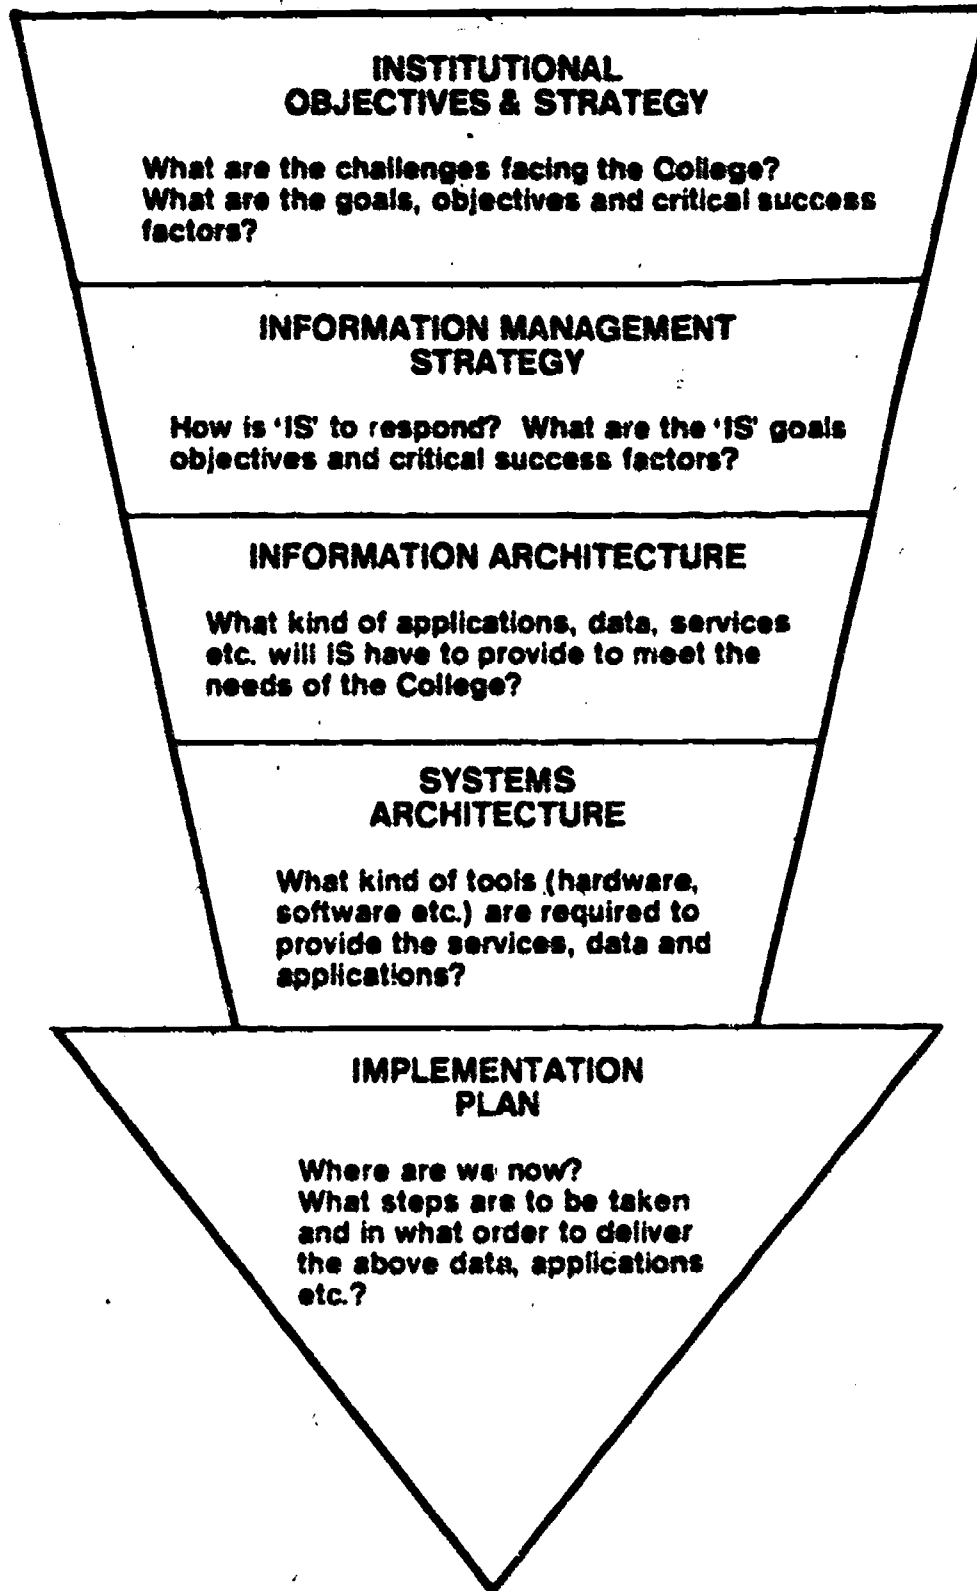 INSTITUTIONAL
OBJECTIVES & STRATEGY
What are the challenges facing the College?
What are the goals, objectives and critical success
factors?
INFORMATION MANAGEMENT
STRATEGY
How is 'IS' to respond? What are the 'IS' goals
objectives and critical success factors?
INFORMATION ARCHITECTURE
What kind of applications, data, services
etc. will IS have to provide to meet the
needs of the College?
SYSTEMS
ARCHITECTURE
What kind of tools (hardware,
software etc.) are required to
provide the services, data and
applications?
IMPLEMENTATION
PLAN
Where are we now?
What steps are to be taken
and in what order to deliver
the above data, applications
etc.?